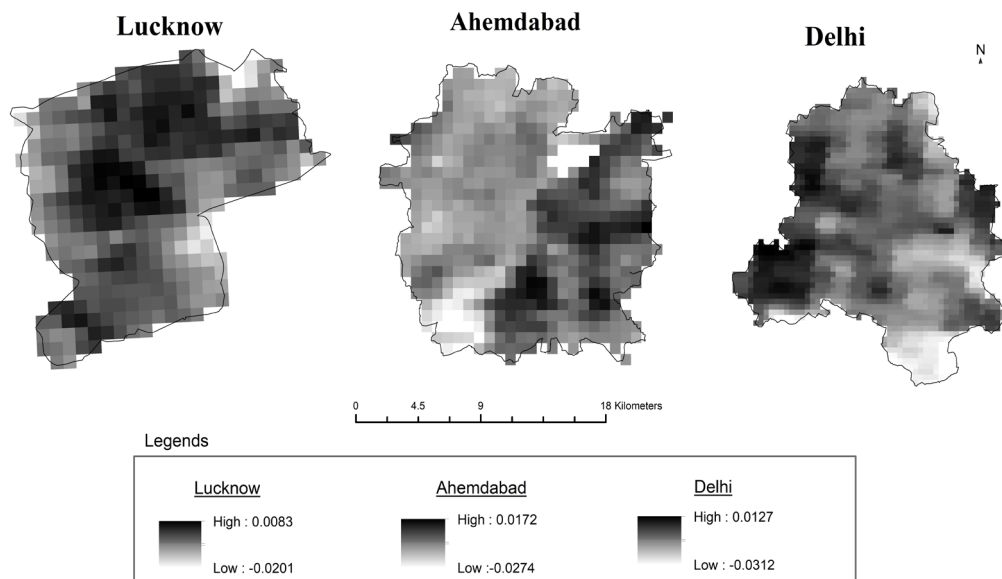 Lucknow
Ahemdabad
Delhi
N
0 4.5 9 18 Kilometers
Legends
Lucknow
High : 0.0083
Low : -0.0201
Ahemdabad
High : 0.0172
Low : -0.0274
Delhi
High : 0.0127
Low : -0.0312